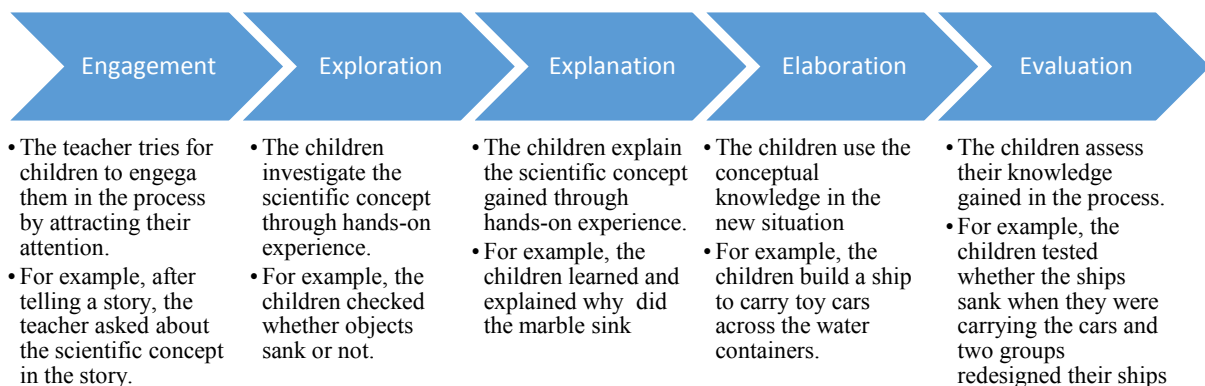 Engagement
Exploration
Explanation
Elaboration
Evaluation
• The teacher tries for
children to engega
them in the process
by attracting their
attention.
• For example, after
telling a story, the
teacher asked about
the scientific concept
in the story.
• The children
investigate the
scientific concept
through hands-on
experience.
• For example, the
children checked
whether objects
sank or not.
• The children explain
the scientific concept
gained through
hands-on experience.
• For example, the
children learned and
explained why did
the marble sink
• The children use the
conceptual
knowledge in the
new situation
• For example, the
children build a ship
to carry toy cars
across the water
containers.
• The children assess
their knowledge
gained in the process.
• For example, the
children tested
whether the ships
sank when they were
carrying the cars and
two groups
redesigned their ships